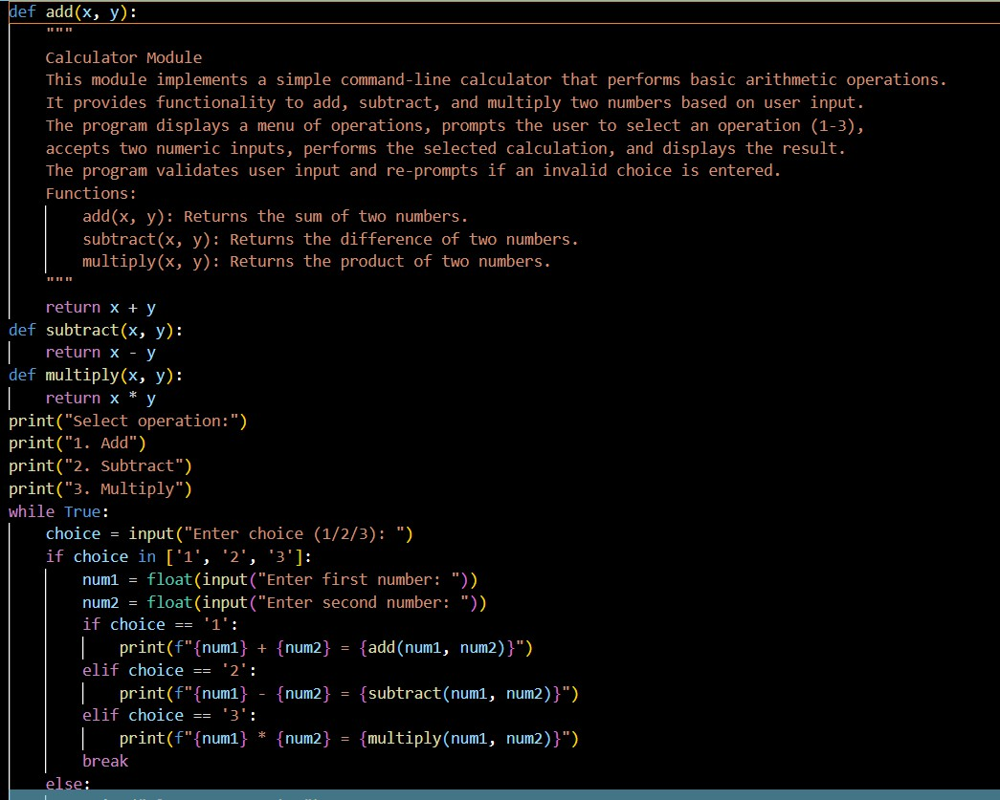 def add(x, y):
    """
    Calculator Module
    This module implements a simple command-line calculator that performs basic arithmetic operations.
    It provides functionality to add, subtract, and multiply two numbers based on user input.
    The program displays a menu of operations, prompts the user to select an operation (1-3),
    accepts two numeric inputs, performs the selected calculation, and displays the result.
    The program validates user input and re-prompts if an invalid choice is entered.
    Functions:
        add(x, y): Returns the sum of two numbers.
        subtract(x, y): Returns the difference of two numbers.
        multiply(x, y): Returns the product of two numbers.
    """
    return x + y
def subtract(x, y):
    return x - y
def multiply(x, y):
    return x * y
print("Select operation:")
print("1. Add")
print("2. Subtract")
print("3. Multiply")
while True:
    choice = input("Enter choice (1/2/3): ")
    if choice in ['1', '2', '3']:
        num1 = float(input("Enter first number: "))
        num2 = float(input("Enter second number: "))
        if choice == '1':
            print(f"{num1} + {num2} = {add(num1, num2)}")
        elif choice == '2':
            print(f"{num1} - {num2} = {subtract(num1, num2)}")
        elif choice == '3':
            print(f"{num1} * {num2} = {multiply(num1, num2)}")
        break
    else: